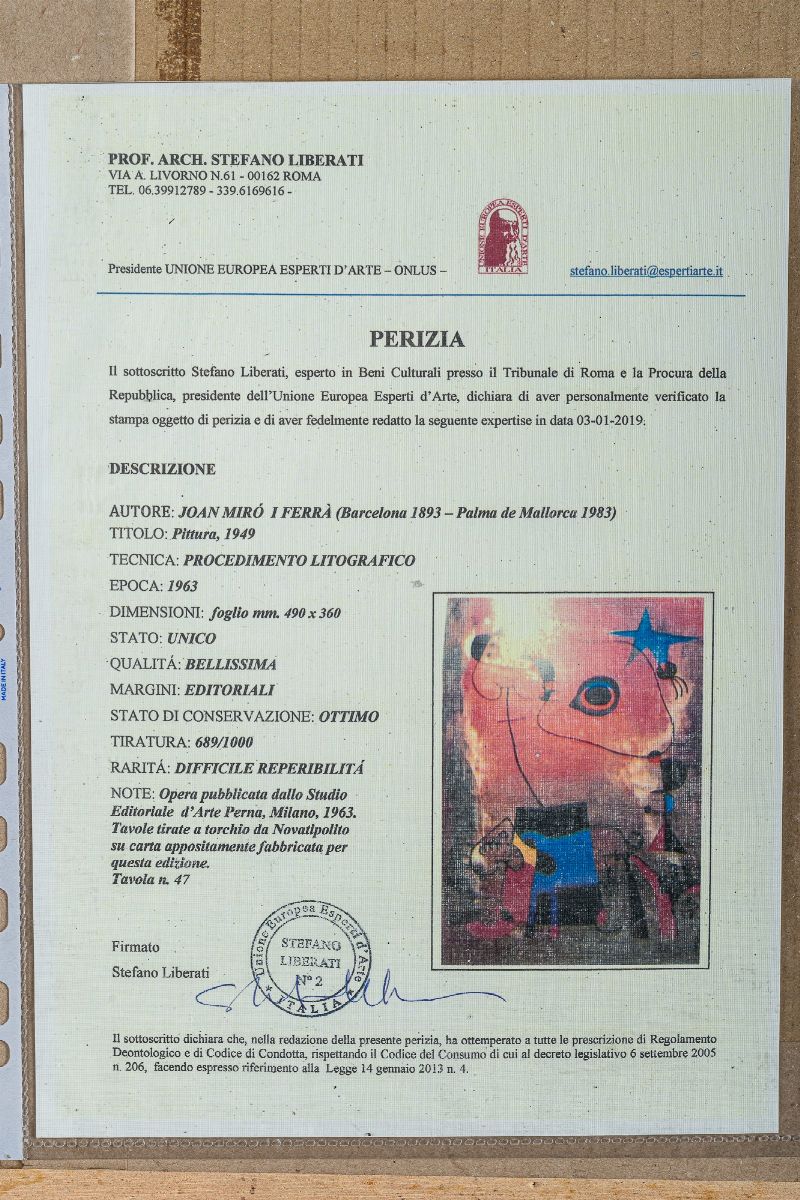 PROF. ARCH. STEFANO LIBERATI
VIA A. LIVORNO N.61 - 00162 ROMA
TEL. 06.39912789 - 339.6169616 -
UNIONE EUROPEA ESPERTI D'ARTE
ITALIA
Presidente UNIONE EUROPEA ESPERTI D'ARTE – ONLUS –
stefano.liberati@espertiarte.it
PERIZIA
Il sottoscritto Stefano Liberati, esperto in Beni Culturali presso il Tribunale di Roma e la Procura della
Repubblica, presidente dell'Unione Europea Esperti d'Arte, dichiara di aver personalmente verificato la
stampa oggetto di perizia e di aver fedelmente redatto la seguente expertise in data 03-01-2019.
DESCRIZIONE
AUTORE: JOAN MIRÓ I FERRÀ (Barcelona 1893 – Palma de Mallorca 1983)
TITOLO: Pittura, 1949
TECNICA: PROCEDIMENTO LITOGRAFICO
EPOCA: 1963
DIMENSIONI: foglio mm. 490 x 360
STATO: UNICO
QUALITÁ: BELLISSIMA
MARGINI: EDITORIALI
STATO DI CONSERVAZIONE: OTTIMO
TIRATURA: 689/1000
RARITÁ: DIFFICILE REPERIBILITÁ
NOTE: Opera pubblicata dallo Studio
Editoriale d'Arte Perna, Milano, 1963.
Tavole tirate a torchio da Novatipolito
su carta appositamente fabbricata per
questa edizione.
Tavola n. 47
Firmato
Stefano Liberati
Unione Europea Esperti d'Arte
STEFANO
LIBERATI
N° 2
ITALIA
Il sottoscritto dichiara che, nella redazione della presente perizia, ha ottemperato a tutte le prescrizione di Regolamento
Deontologico e di Codice di Condotta, rispettando il Codice del Consumo di cui al decreto legislativo 6 settembre 2005
n. 206, facendo espresso riferimento alla Legge 14 gennaio 2013 n. 4.
MADE IN ITALY